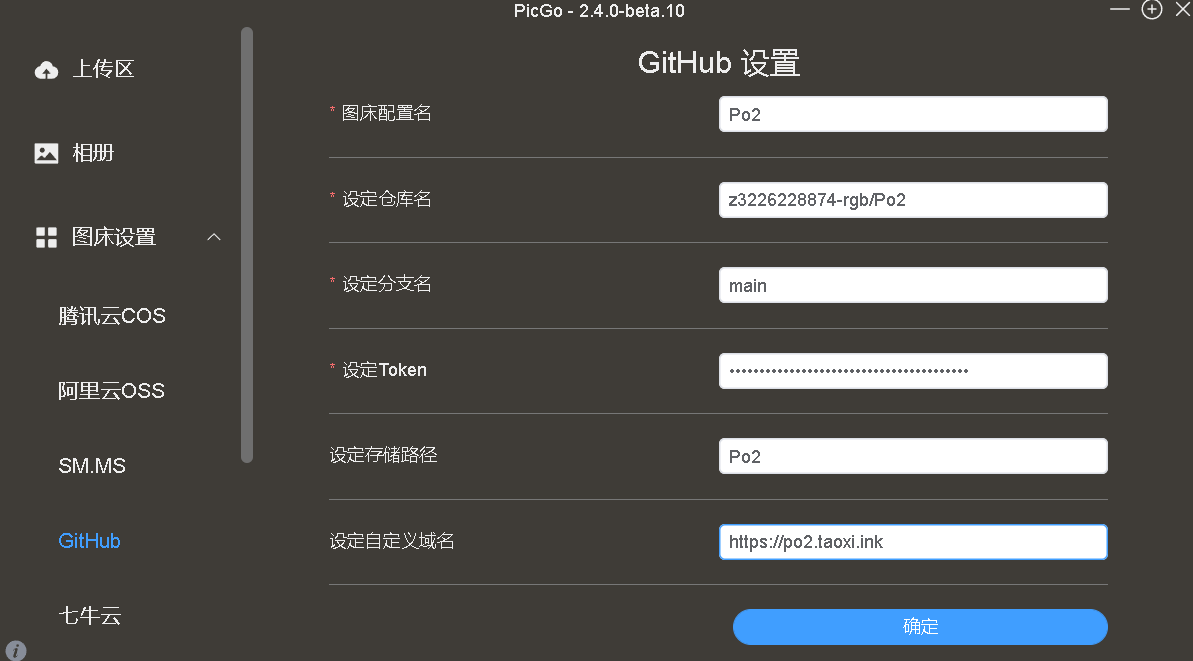 PicGo - 2.4.0-beta.10
上传区
相册
图床设置
腾讯云COS
阿里云OSS
SM.MS
GitHub
七牛云
GitHub 设置
* 图床配置名
Po2
* 设定仓库名
z3226228874-rgb/Po2
* 设定分支名
main
* 设定Token
••••••••••••••••••••••••••••••••••••••••
设定存储路径
Po2
设定自定义域名
https://po2.taoxi.ink
确定